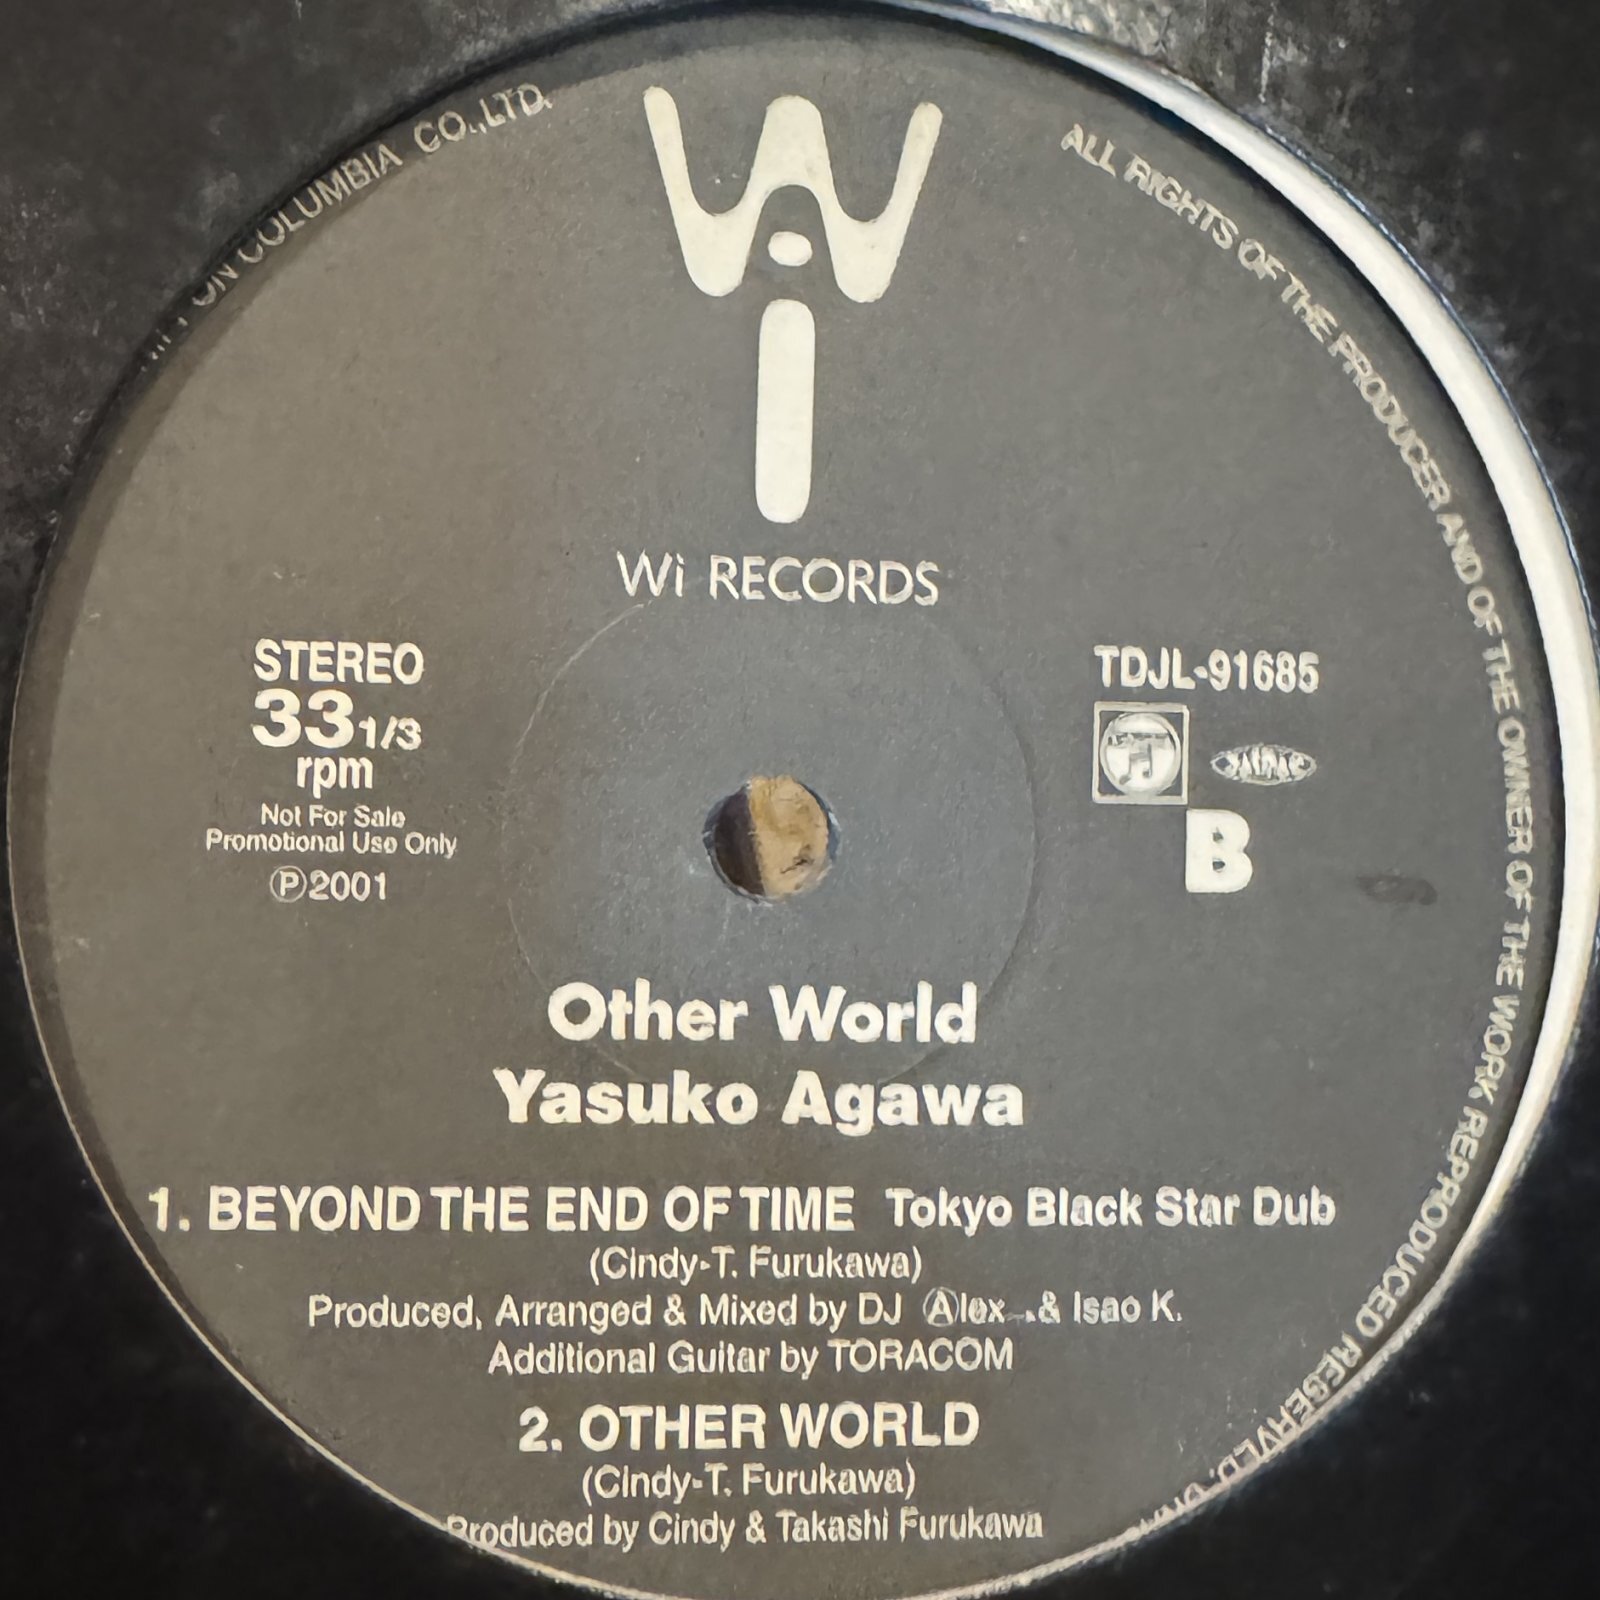 Wi
Wi RECORDS
STEREO
33 1/3
rpm
Not For Sale
Promotional Use Only
Ⓟ2001
TDJL-91685
B
Other World
Yasuko Agawa
1. BEYOND THE END OF TIME Tokyo Black Star Dub
(Cindy-T. Furukawa)
Produced, Arranged & Mixed by DJ Ⓐlex & Isao K.
Additional Guitar by TORACOM
2. OTHER WORLD
(Cindy-T. Furukawa)
Produced by Cindy & Takashi Furukawa
COLUMBIA CO.,LTD.
ALL RIGHTS OF THE PRODUCER AND OF THE OWNER OF THE WORK REPRODUCED RESERVED.